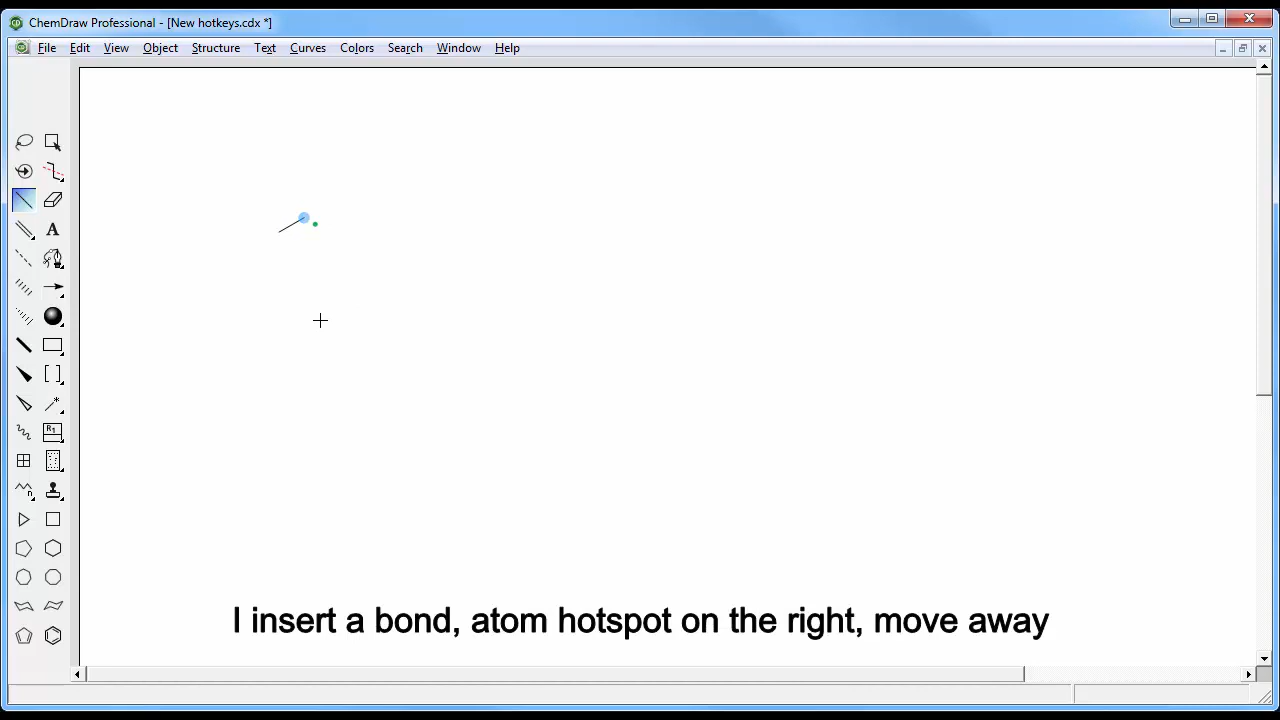 ChemDraw Professional - [New hotkeys.cdx *]
File Edit View Object Structure Text Curves Colors Search Window Help
A
R1
n
I insert a bond, atom hotspot on the right, move away